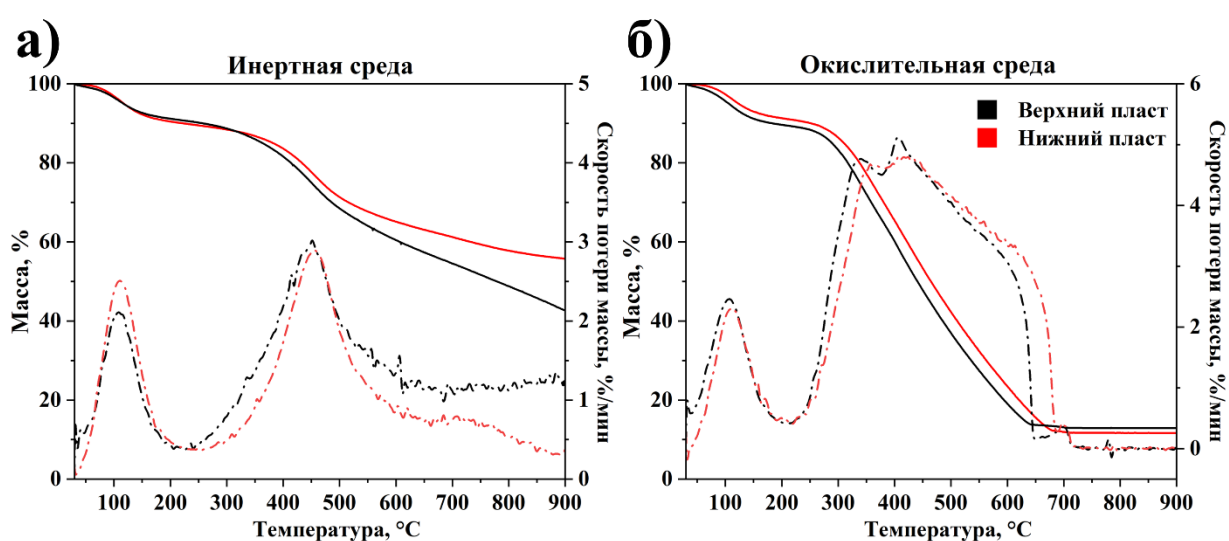 а)
Инертная среда
Масса, %
100
80
60
40
20
0
5
4
3
2
1
0
Скорость потери массы, %/мин
100 200 300 400 500 600 700 800 900
Температура, °C
б)
Окислительная среда
Верхний пласт
Нижний пласт
Масса, %
100
80
60
40
20
0
6
4
2
0
Скорость потери массы, %/мин
100 200 300 400 500 600 700 800 900
Температура, °C